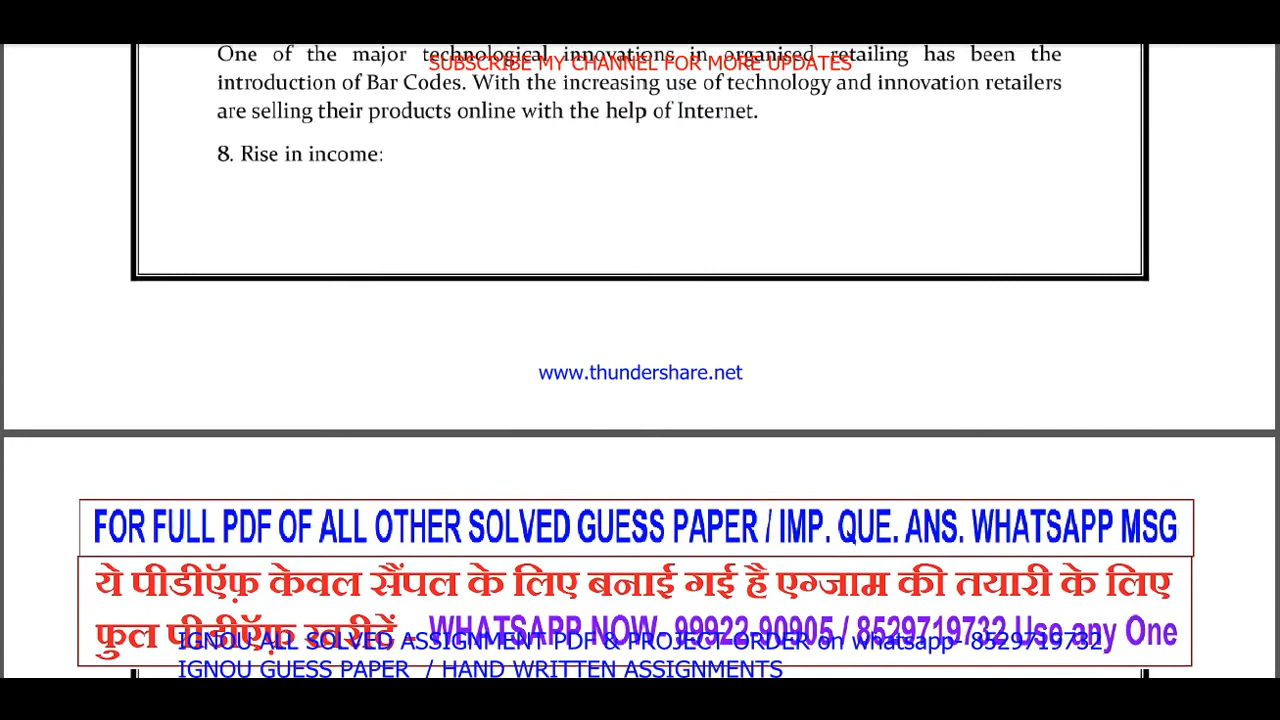 One of the major technological innovations in organised retailing has been the
SUBSCRIBE MY CHANNEL FOR MORE UPDATES
introduction of Bar Codes. With the increasing use of technology and innovation retailers
are selling their products online with the help of Internet.
8. Rise in income:
www.thundershare.net
FOR FULL PDF OF ALL OTHER SOLVED GUESS PAPER / IMP. QUE. ANS. WHATSAPP MSG
ये पीडीऍफ़ केवल सैंपल के लिए बनाई गई है एग्जाम की तयारी के लिए
फुल पीडीऍफ़ खरीदें - WHATSAPP NOW- 99922-90905 / 8529719732 Use any One
IGNOU ALL SOLVED ASSIGNMENT PDF & PROJECT ORDER on whatsapp- 8529719732
IGNOU GUESS PAPER / HAND WRITTEN ASSIGNMENTS